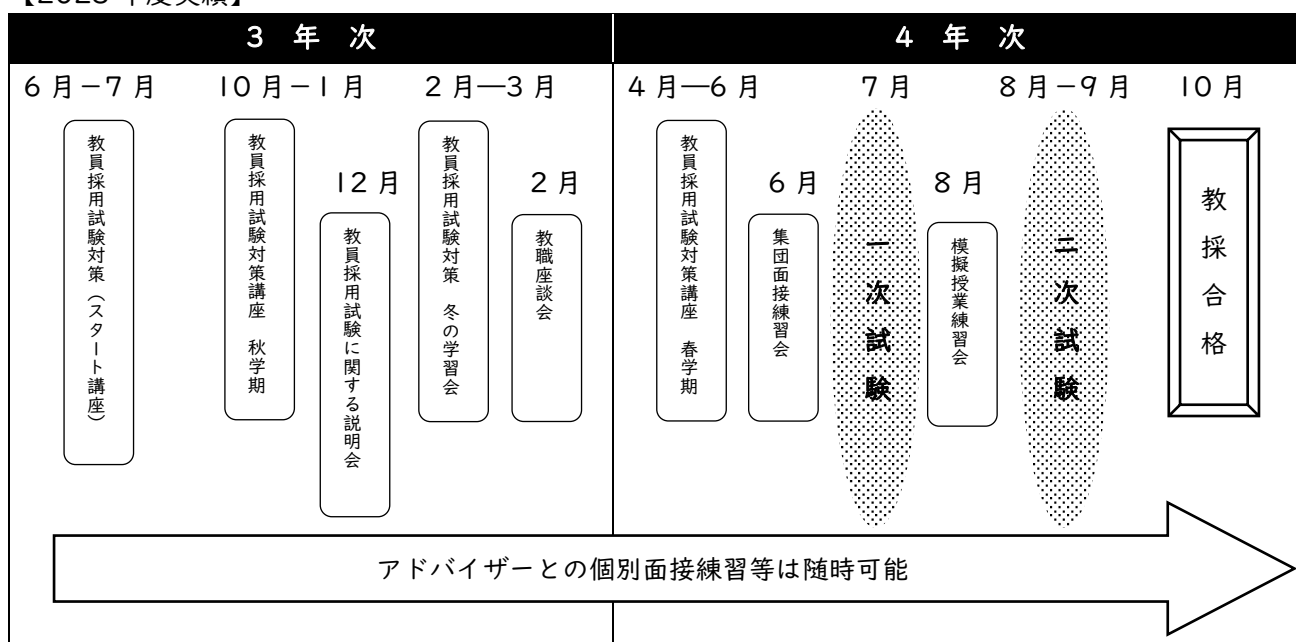 3 年 次
4 年 次
6月−7月
10月−1月
2月―3月
4月―6月
7月
8月−9月
10月
教員採用試験対策（スタート講座）
教員採用試験対策講座 秋学期
12月
教員採用試験に関する説明会
教員採用試験対策 冬の学習会
2月
教職座談会
教員採用試験対策講座 春学期
6月
集団面接練習会
一次試験
8月
模擬授業練習会
二次試験
教採合格
アドバイザーとの個別面接練習等は随時可能